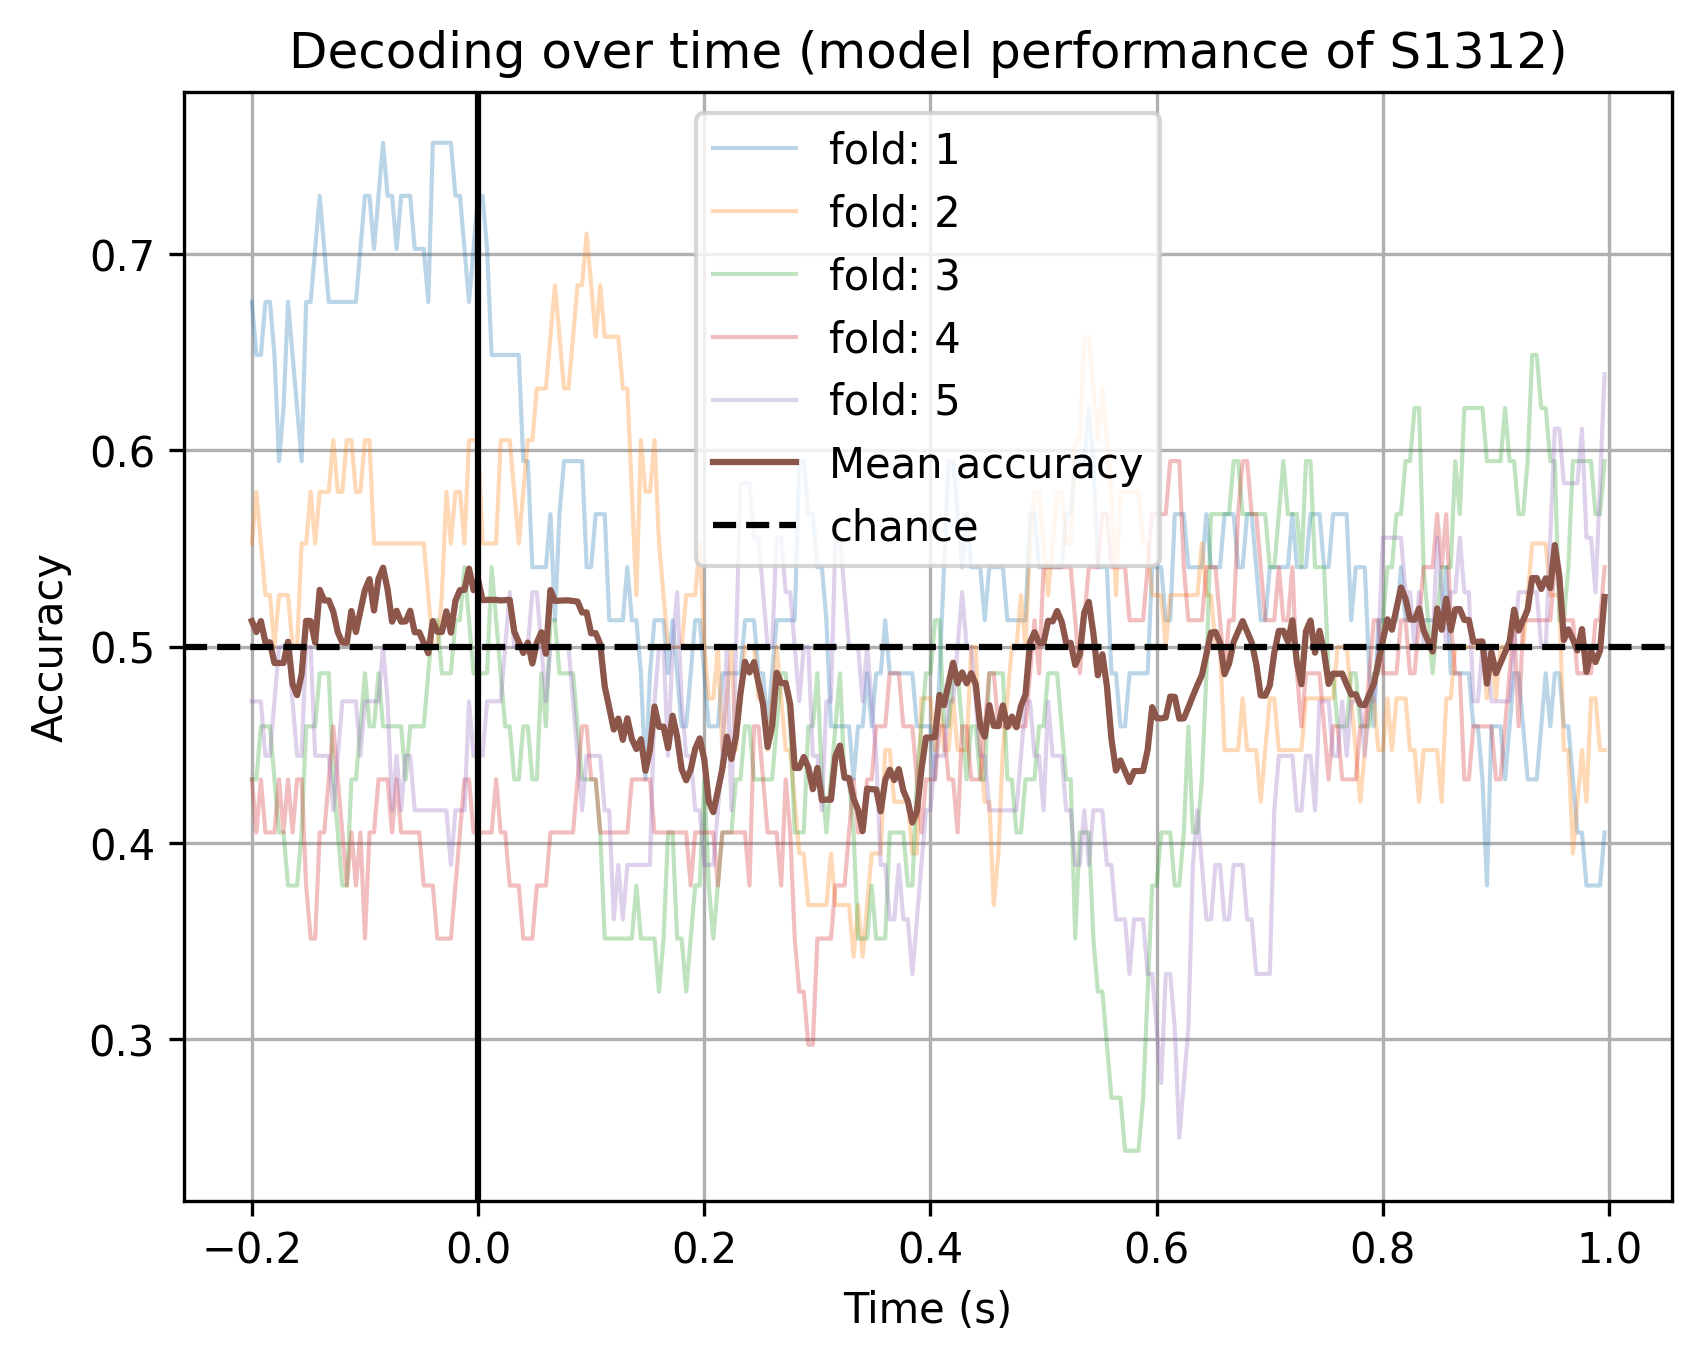 Decoding over time (model performance of S1312)
fold: 1
fold: 2
fold: 3
fold: 4
fold: 5
Mean accuracy
chance
Accuracy
0.7
0.6
0.5
0.4
0.3
−0.2 0.0 0.2 0.4 0.6 0.8 1.0
Time (s)